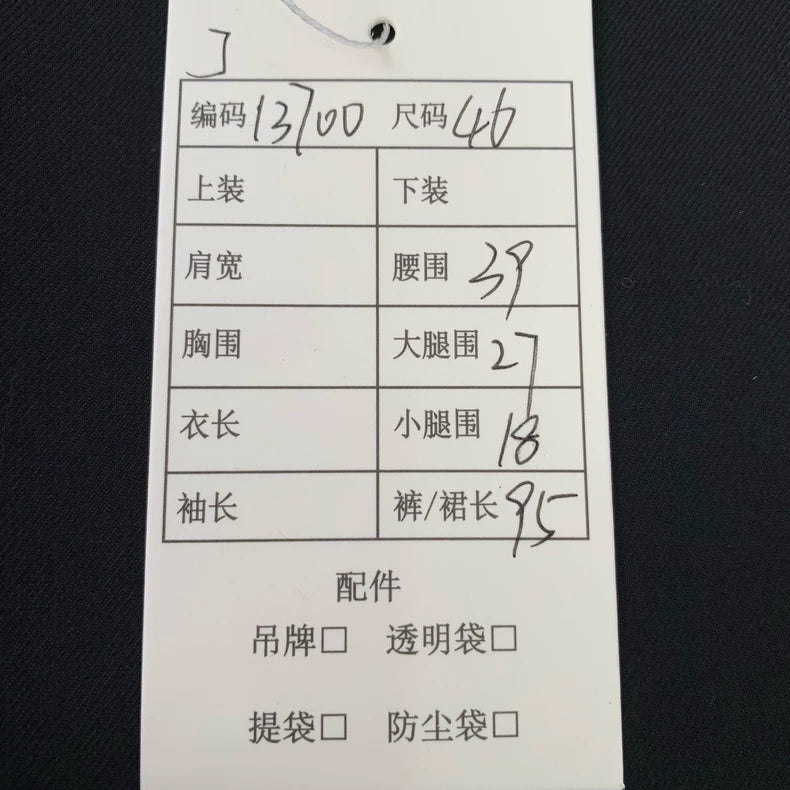 J
编码 13700 尺码 46
上装 下装
肩宽 腰围 39
胸围 大腿围 27
衣长 小腿围 18
袖长 裤/裙长 95
配件
吊牌□ 透明袋□
提袋□ 防尘袋□